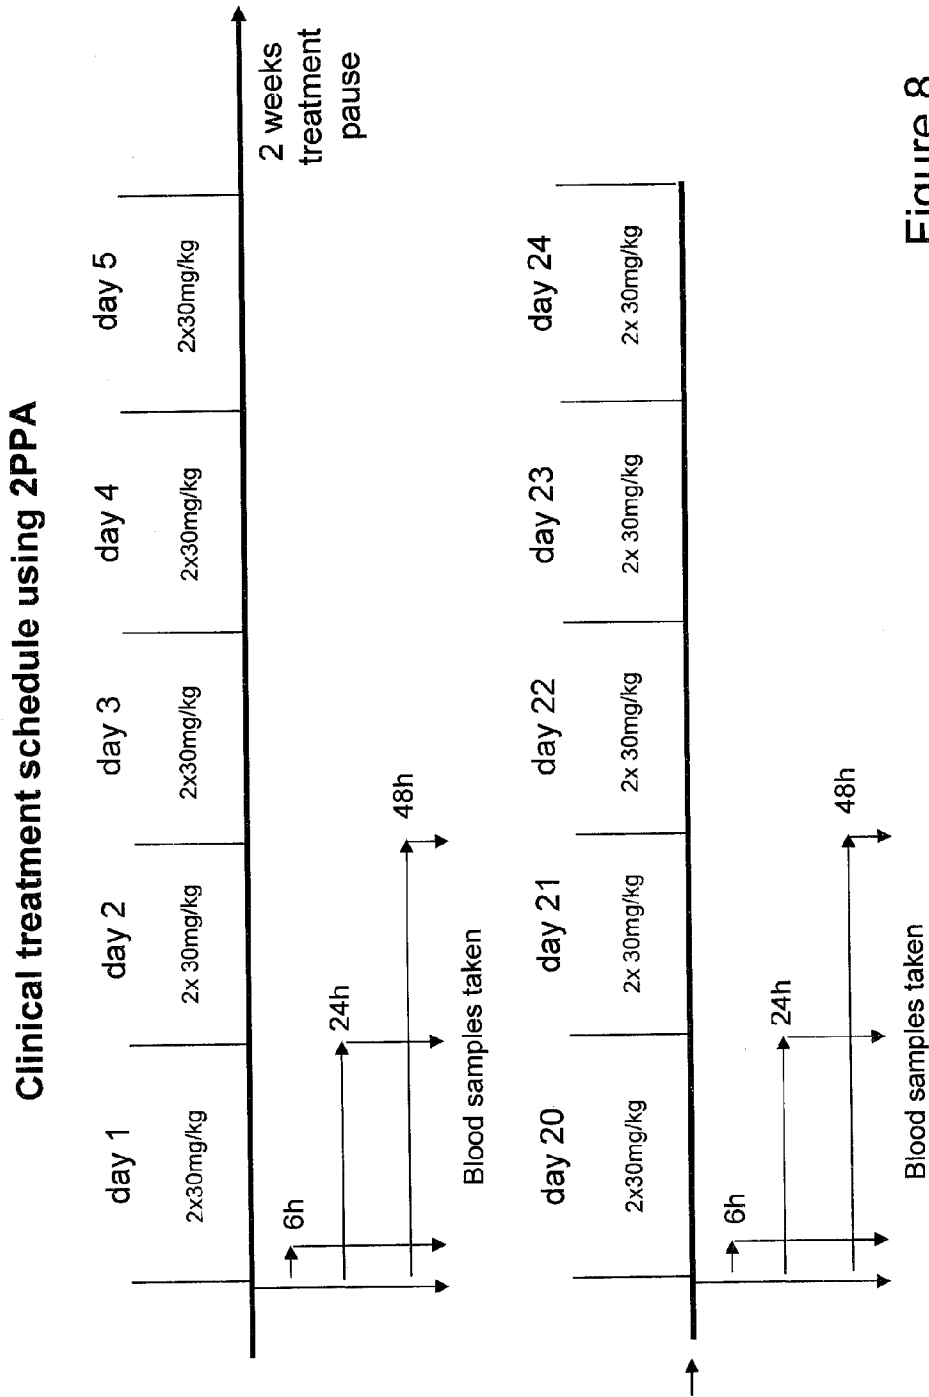 Clinical treatment schedule using 2PPA
day 1
day 2
day 3
day 4
day 5
2x30mg/kg
2x 30mg/kg
2x30mg/kg
2x30mg/kg
2x30mg/kg
2 weeks
treatment
pause
6h
24h
48h
Blood samples taken
day 20
day 21
day 22
day 23
day 24
2x30mg/kg
2x 30mg/kg
2x 30mg/kg
2x 30mg/kg
2x 30mg/kg
6h
24h
48h
Blood samples taken
Figure 8